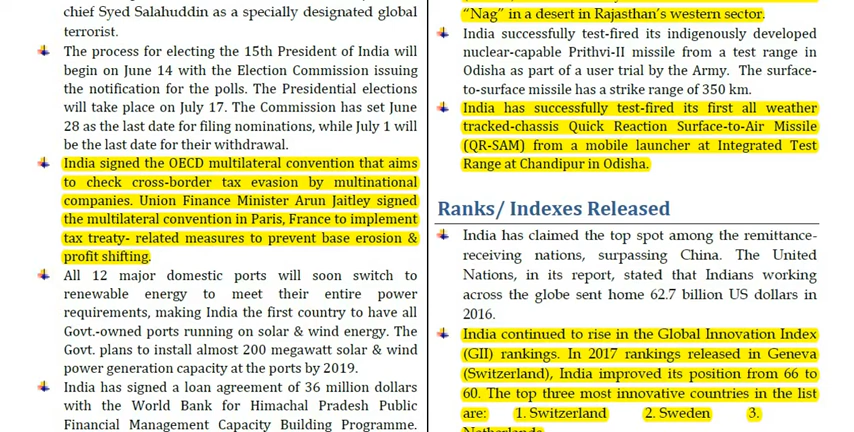 chief Syed Salahuddin as a specially designated global
terrorist.
The process for electing the 15th President of India will
begin on June 14 with the Election Commission issuing
the notification for the polls. The Presidential elections
will take place on July 17. The Commission has set June
28 as the last date for filing nominations, while July 1 will
be the last date for their withdrawal.
India signed the OECD multilateral convention that aims
to check cross-border tax evasion by multinational
companies. Union Finance Minister Arun Jaitley signed
the multilateral convention in Paris, France to implement
tax treaty- related measures to prevent base erosion &
profit shifting.
All 12 major domestic ports will soon switch to
renewable energy to meet their entire power
requirements, making India the first country to have all
Govt.-owned ports running on solar & wind energy. The
Govt. plans to install almost 200 megawatt solar & wind
power generation capacity at the ports by 2019.
India has signed a loan agreement of 36 million dollars
with the World Bank for Himachal Pradesh Public
Financial Management Capacity Building Programme.
"Nag" in a desert in Rajasthan's western sector.
India successfully test-fired its indigenously developed
nuclear-capable Prithvi-II missile from a test range in
Odisha as part of a user trial by the Army. The surface-
to-surface missile has a strike range of 350 km.
India has successfully test-fired its first all weather
tracked-chassis Quick Reaction Surface-to-Air Missile
(QR-SAM) from a mobile launcher at Integrated Test
Range at Chandipur in Odisha.
Ranks/ Indexes Released
India has claimed the top spot among the remittance-
receiving nations, surpassing China. The United
Nations, in its report, stated that Indians working
across the globe sent home 62.7 billion US dollars in
2016.
India continued to rise in the Global Innovation Index
(GII) rankings. In 2017 rankings released in Geneva
(Switzerland), India improved its position from 66 to
60. The top three most innovative countries in the list
are: 1. Switzerland 2. Sweden 3.
Netherlands